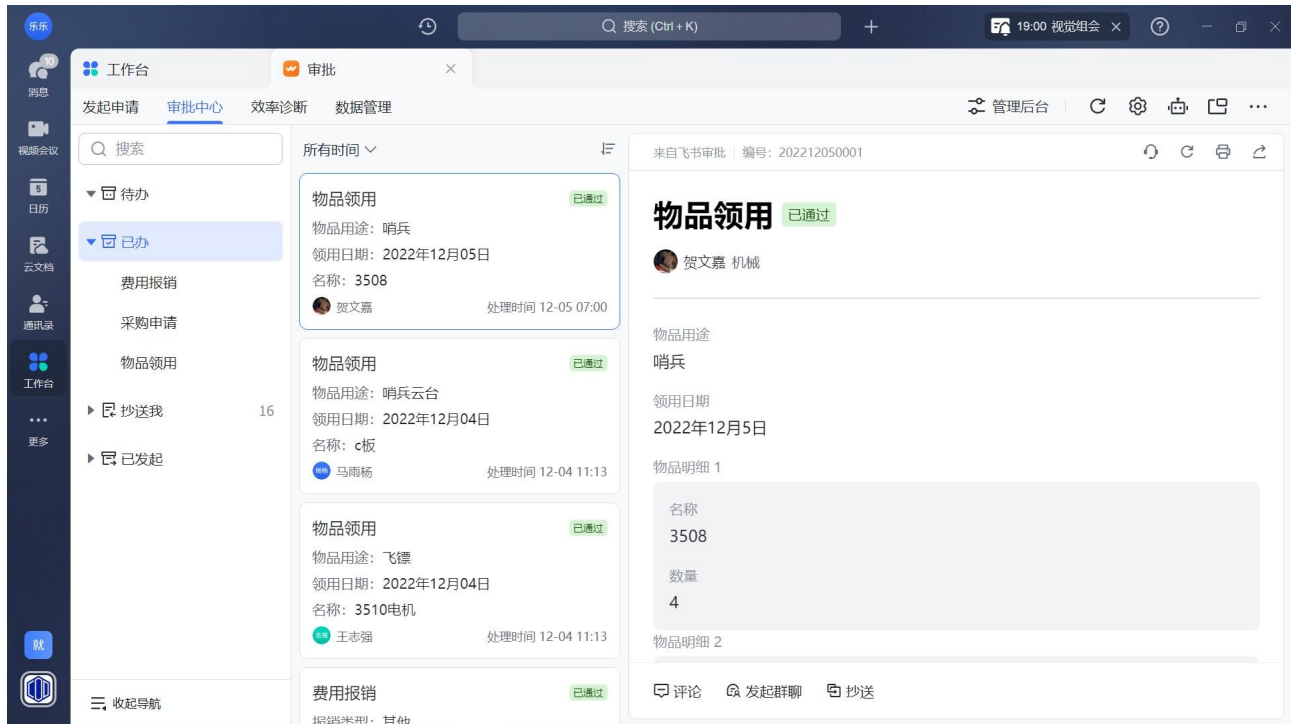 乐乐
搜索 (Ctrl + K)
19:00 视觉组会
10
消息
视频会议
5
日历
云文档
通讯录
工作台
更多
就
工作台
审批
发起申请
审批中心
效率诊断
数据管理
管理后台
搜索
待办
已办
费用报销
采购申请
物品领用
抄送我 16
已发起
收起导航
所有时间
物品领用 已通过
物品用途: 哨兵
领用日期: 2022年12月05日
名称: 3508
贺文嘉 处理时间 12-05 07:00
物品领用 已通过
物品用途: 哨兵云台
领用日期: 2022年12月04日
名称: c板
雨杨 马雨杨 处理时间 12-04 11:13
物品领用 已通过
物品用途: 飞镖
领用日期: 2022年12月04日
名称: 3510电机
志强 王志强 处理时间 12-04 11:13
费用报销 已通过
报销类型: 其他
来自飞书审批 编号: 202212050001
物品领用 已通过
贺文嘉 机械
物品用途
哨兵
领用日期
2022年12月5日
物品明细 1
名称
3508
数量
4
物品明细 2
评论 发起群聊 抄送